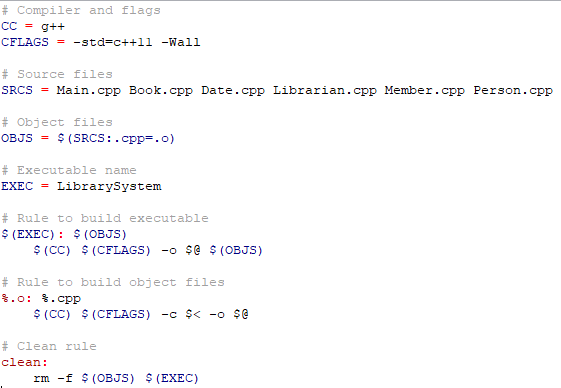 # Compiler and flags
CC = g++
CFLAGS = -std=c++11 -Wall
# Source files
SRCS = Main.cpp Book.cpp Date.cpp Librarian.cpp Member.cpp Person.cpp
# Object files
OBJS = $(SRCS:.cpp=.o)
# Executable name
EXEC = LibrarySystem
# Rule to build executable
$(EXEC): $(OBJS)
    $(CC) $(CFLAGS) -o $@ $(OBJS)
# Rule to build object files
%.o: %.cpp
    $(CC) $(CFLAGS) -c $< -o $@
# Clean rule
clean:
    rm -f $(OBJS) $(EXEC)